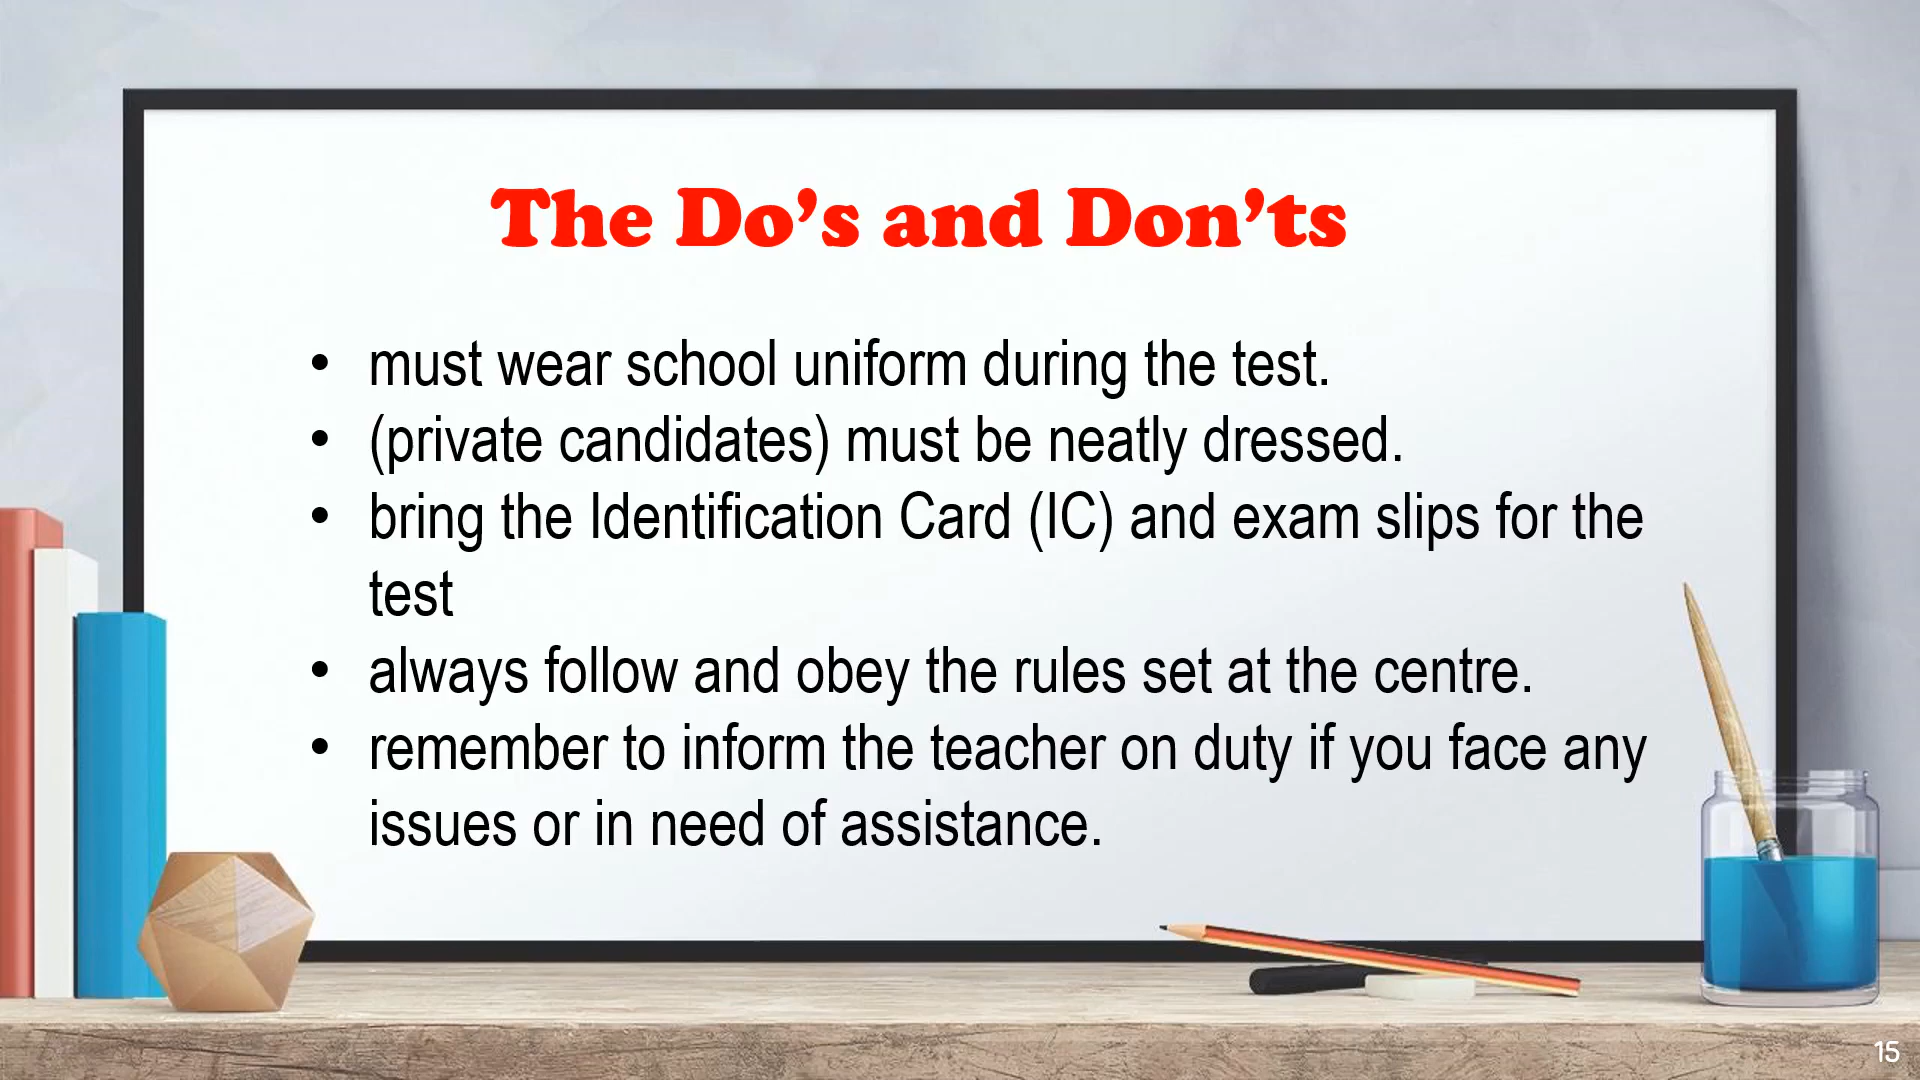 The Do’s and Don’ts
• must wear school uniform during the test.
• (private candidates) must be neatly dressed.
• bring the Identification Card (IC) and exam slips for the
test
• always follow and obey the rules set at the centre.
• remember to inform the teacher on duty if you face any
issues or in need of assistance.
15